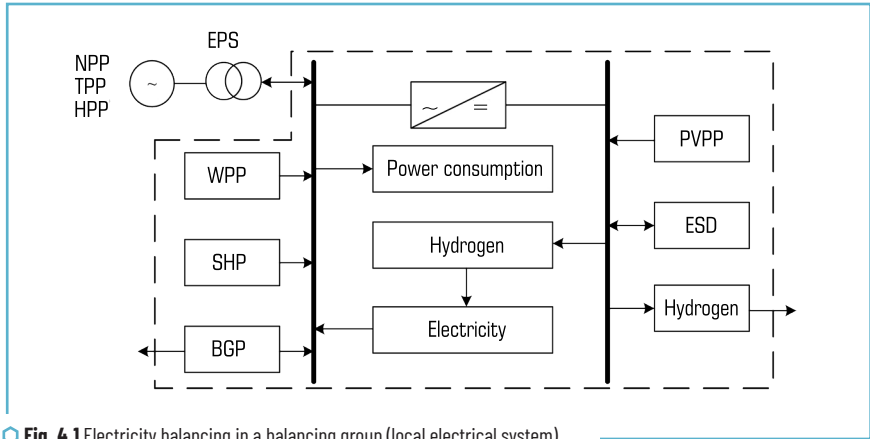 EPS
NPP
TPP
HPP
~
~ =
PVPP
WPP
Power consumption
ESD
Hydrogen
SHP
Hydrogen
Electricity
BGP
Fig. 4.1 Electricity balancing in a balancing group (local electrical system)